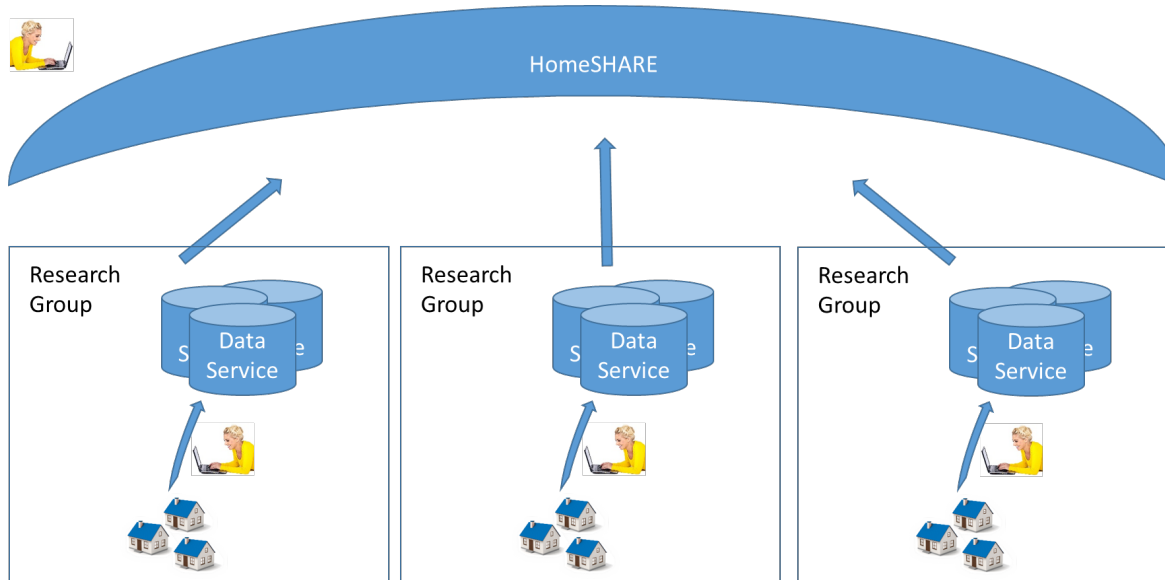 HomeSHARE
Research
Group
Data
Service
Research
Group
Data
Service
Research
Group
Data
Service